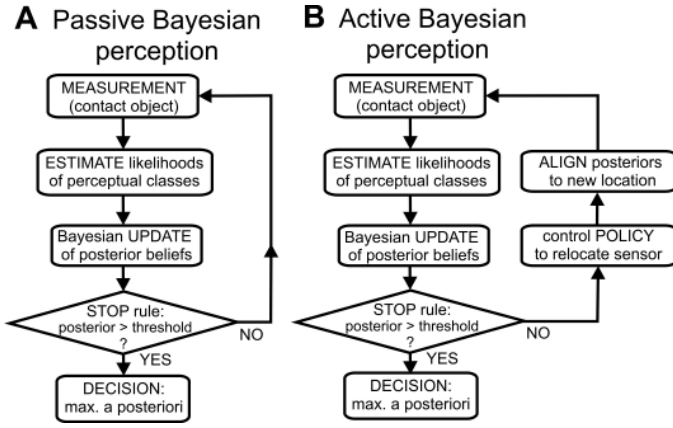 A Passive Bayesian
perception
MEASUREMENT
(contact object)
ESTIMATE likelihoods
of perceptual classes
Bayesian UPDATE
of posterior beliefs
STOP rule:
posterior > threshold
?
NO
YES
DECISION:
max. a posteriori
B Active Bayesian
perception
MEASUREMENT
(contact object)
ESTIMATE likelihoods
of perceptual classes
Bayesian UPDATE
of posterior beliefs
STOP rule:
posterior > threshold
?
NO
YES
DECISION:
max. a posteriori
control POLICY
to relocate sensor
ALIGN posteriors
to new location